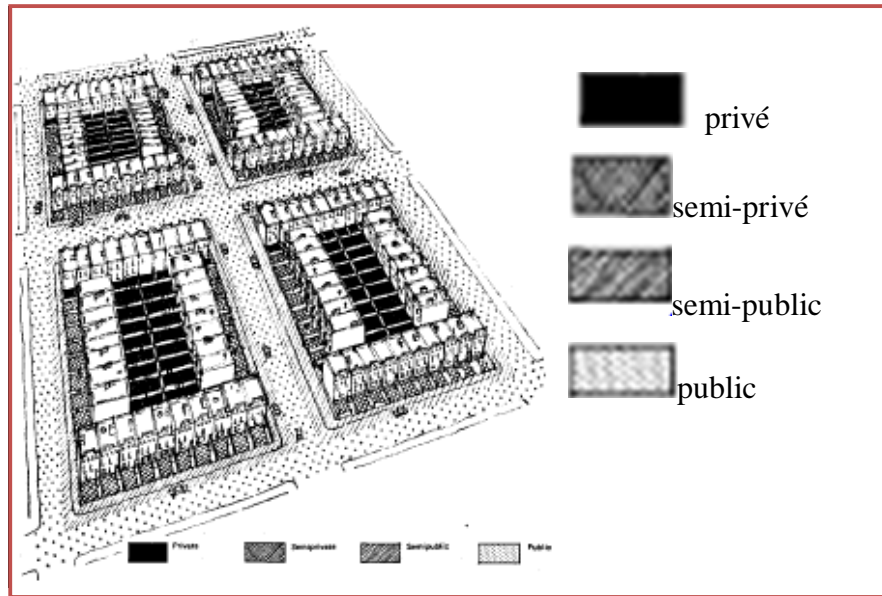 privé
semi-privé
semi-public
public
Private
Semiprivate
Semipublic
Public